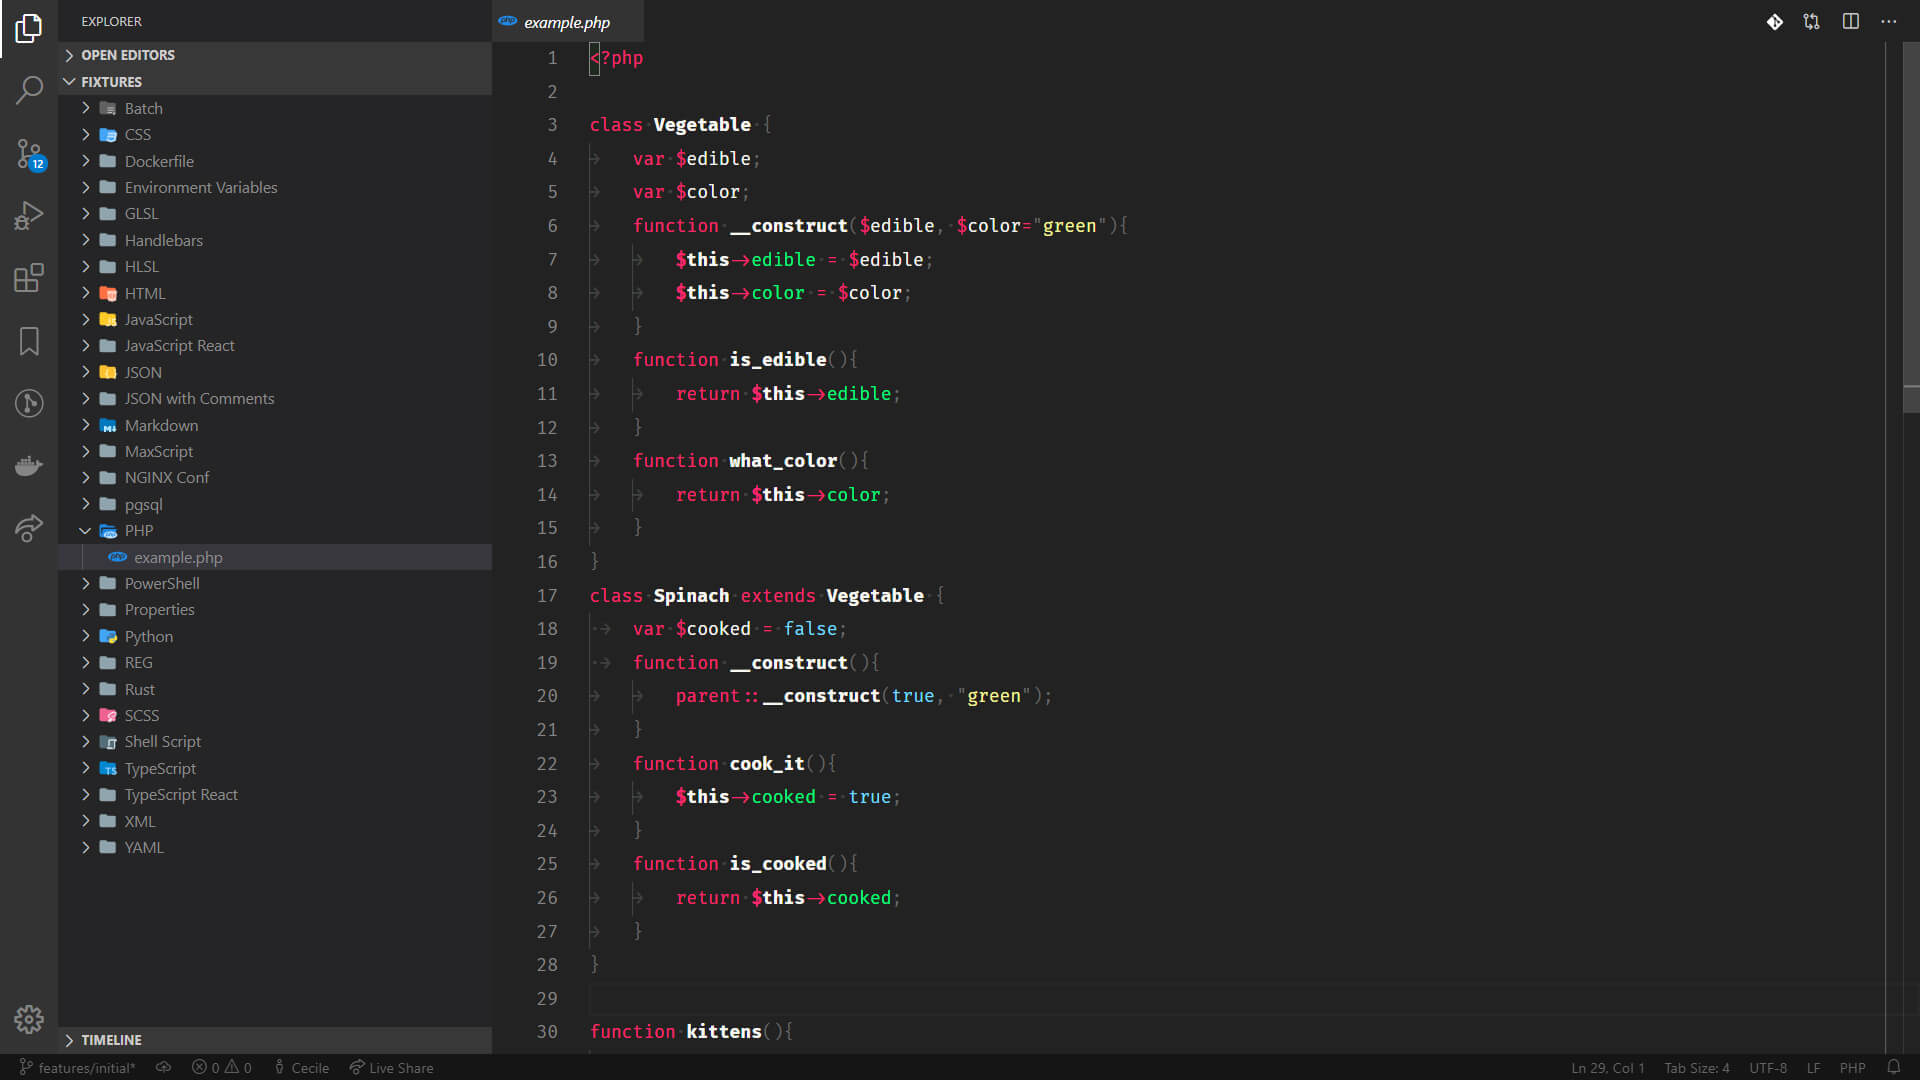 EXPLORER
OPEN EDITORS
FIXTURES
Batch
CSS
Dockerfile
Environment Variables
GLSL
Handlebars
HLSL
HTML
JavaScript
JavaScript React
JSON
JSON with Comments
Markdown
MaxScript
NGINX Conf
pgsql
PHP
example.php
PowerShell
Properties
Python
REG
Rust
SCSS
Shell Script
TypeScript
TypeScript React
XML
YAML
TIMELINE
12
php example.php
1 <?php
2
3 class Vegetable {
4 var $edible;
5 var $color;
6 function __construct($edible, $color="green"){
7 $this->edible = $edible;
8 $this->color = $color;
9 }
10 function is_edible(){
11 return $this->edible;
12 }
13 function what_color(){
14 return $this->color;
15 }
16 }
17 class Spinach extends Vegetable {
18 var $cooked = false;
19 function __construct(){
20 parent::__construct(true, "green");
21 }
22 function cook_it(){
23 $this->cooked = true;
24 }
25 function is_cooked(){
26 return $this->cooked;
27 }
28 }
29
30 function kittens(){
features/initial* 0 0 Cecile Live Share Ln 29, Col 1 Tab Size: 4 UTF-8 LF PHP